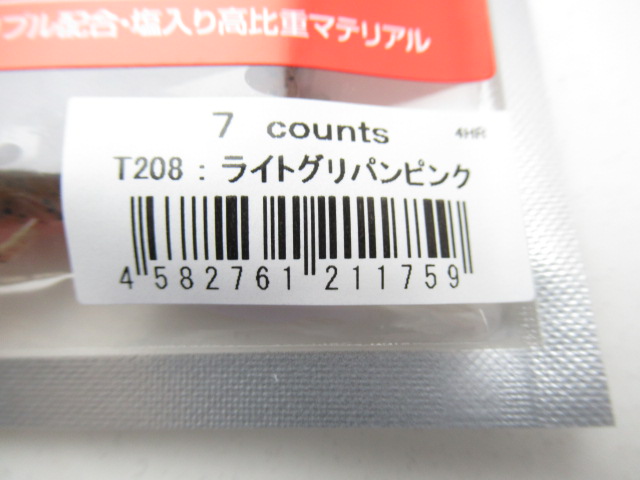 プル配合・塩入り高比重マテリアル
7 counts 4HR
T208 : ライトグリパンピンク
4 582761 211759